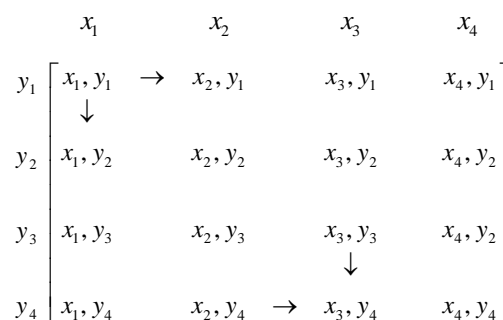 x₁ x₂ x₃ x₄
y₁ x₁, y₁ → x₂, y₁ x₃, y₁ x₄, y₁
↓
y₂ x₁, y₂ x₂, y₂ x₃, y₂ x₄, y₂
y₃ x₁, y₃ x₂, y₃ x₃, y₃ x₄, y₂
↓
y₄ x₁, y₄ x₂, y₄ → x₃, y₄ x₄, y₄